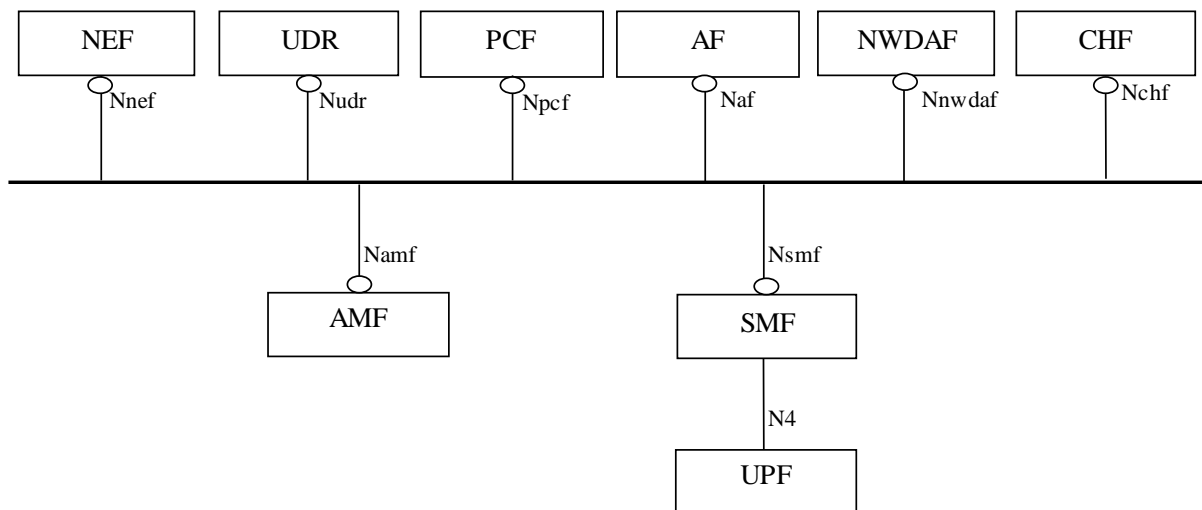 NEF UDR PCF AF NWDAF CHF
Nnef Nudr Npcf Naf Nnwdaf Nchf
Namf Nsmf
AMF SMF
N4
UPF